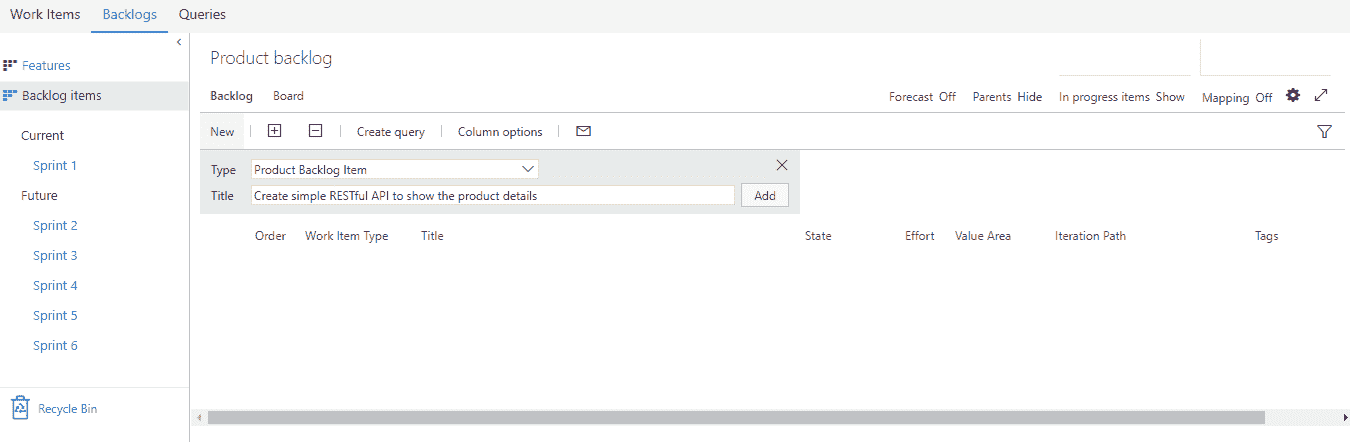 Work Items Backlogs Queries
Features
Backlog items
Current
Sprint 1
Future
Sprint 2
Sprint 3
Sprint 4
Sprint 5
Sprint 6
Recycle Bin
Product backlog
Backlog Board Forecast Off Parents Hide In progress items Show Mapping Off
New Create query Column options
Type Product Backlog Item
Title Create simple RESTful API to show the product details Add
Order Work Item Type Title State Effort Value Area Iteration Path Tags